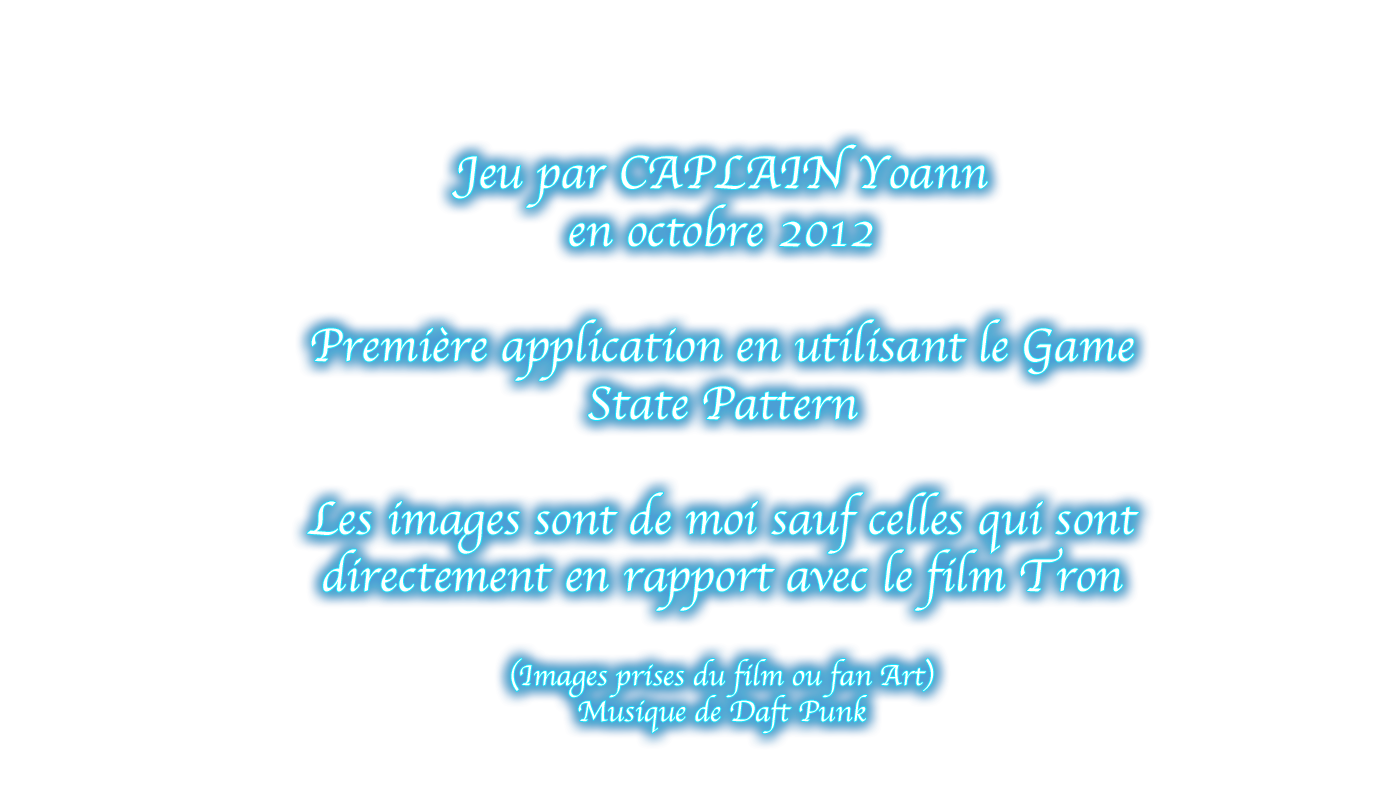 Jeu par CAPLAIN Yoann
en octobre 2012
Première application en utilisant le Game
State Pattern
Les images sont de moi sauf celles qui sont
directement en rapport avec le film Tron
(Images prises du film ou fan Art)
Musique de Daft Punk